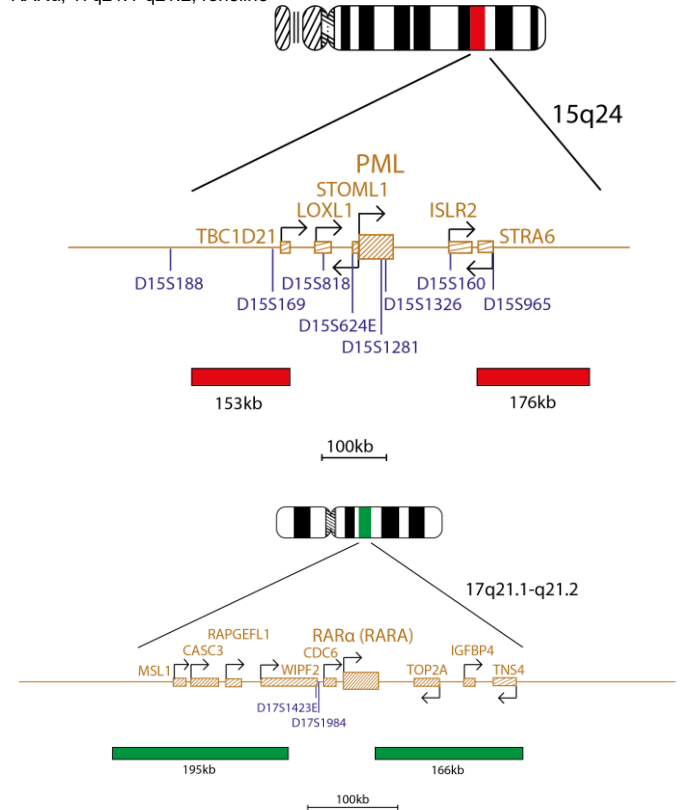 15q24
PML
STOML1
LOXL1
ISLR2
TBC1D21
STRA6
D15S188
D15S818
D15S160
D15S169
D15S1326
D15S965
D15S624E
D15S1281
153kb
176kb
100kb
17q21.1-q21.2
RAPGEFL1
RARα (RARA)
CASC3
CDC6
IGFBP4
MSL1
WIPF2
TOP2A
TNS4
D17S1423E
D17S1984
195kb
166kb
100kb